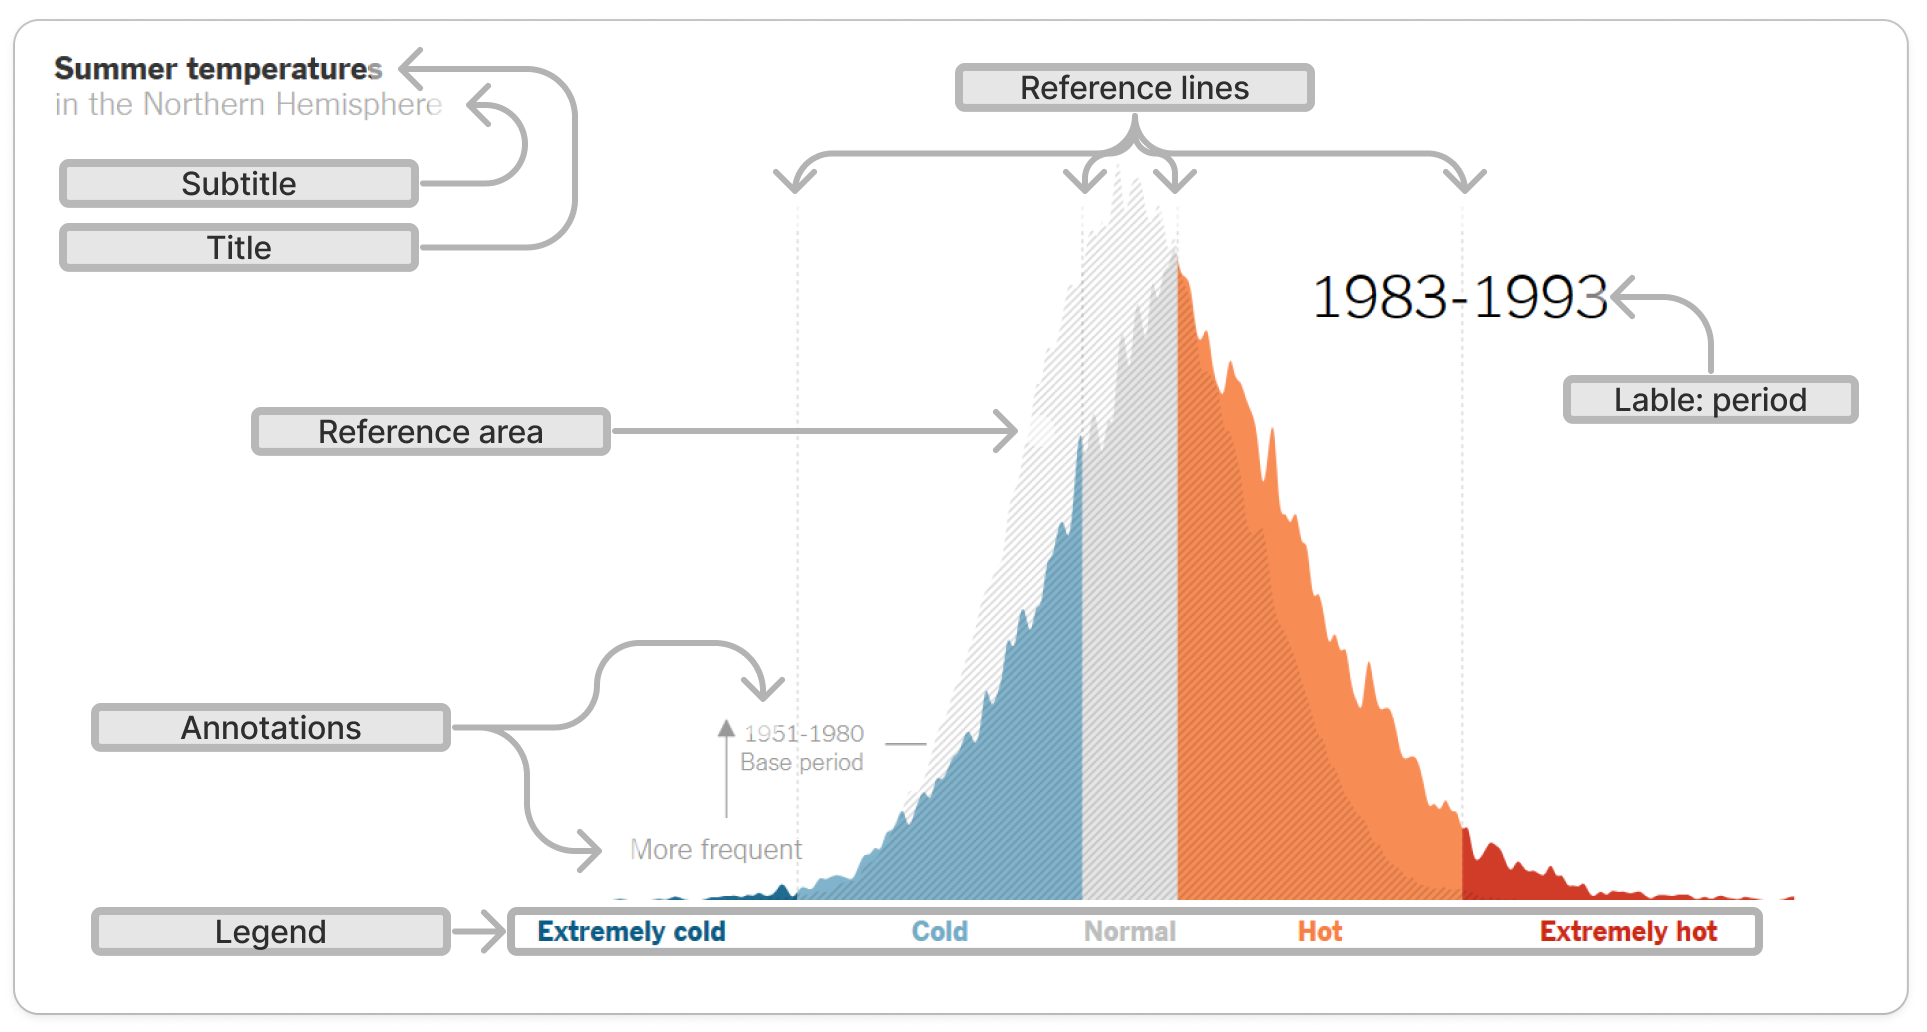 Summer temperatures
in the Northern Hemisphere
Subtitle
Title
Reference lines
1983-1993
Lable: period
Reference area
Annotations
1951-1980
Base period
More frequent
Legend
Extremely cold Cold Normal Hot Extremely hot